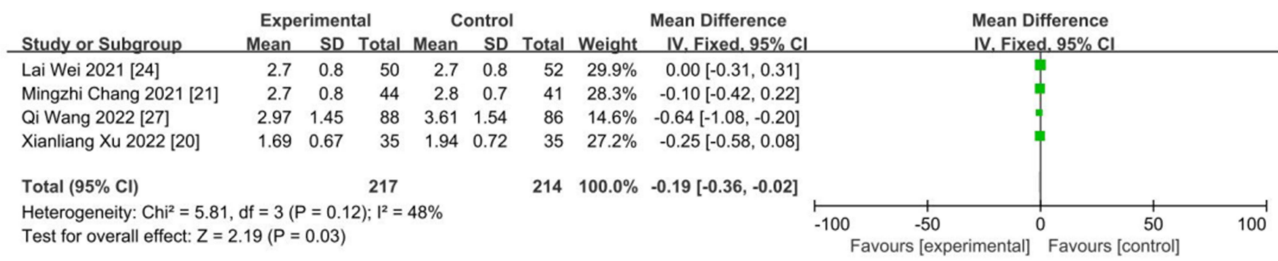 Experimental Control Mean Difference Mean Difference
Study or Subgroup Mean SD Total Mean SD Total Weight IV, Fixed, 95% CI IV, Fixed, 95% CI
Lai Wei 2021 [24] 2.7 0.8 50 2.7 0.8 52 29.9% 0.00 [-0.31, 0.31]
Mingzhi Chang 2021 [21] 2.7 0.8 44 2.8 0.7 41 28.3% -0.10 [-0.42, 0.22]
Qi Wang 2022 [27] 2.97 1.45 88 3.61 1.54 86 14.6% -0.64 [-1.08, -0.20]
Xianliang Xu 2022 [20] 1.69 0.67 35 1.94 0.72 35 27.2% -0.25 [-0.58, 0.08]
Total (95% CI) 217 214 100.0% -0.19 [-0.36, -0.02]
Heterogeneity: Chi² = 5.81, df = 3 (P = 0.12); I² = 48%
Test for overall effect: Z = 2.19 (P = 0.03)
-100 -50 0 50 100
Favours [experimental] Favours [control]